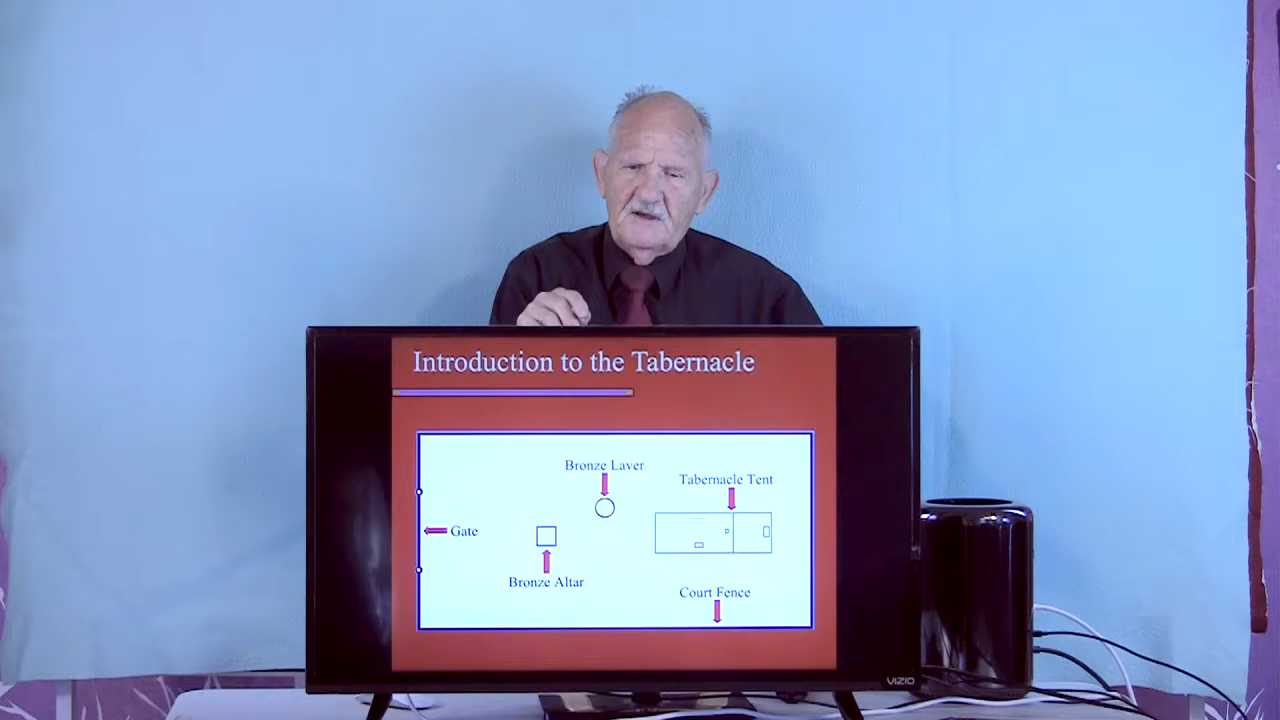 Introduction to the Tabernacle
Bronze Laver
Tabernacle Tent
Gate
Bronze Altar
Court Fence
VIZIO